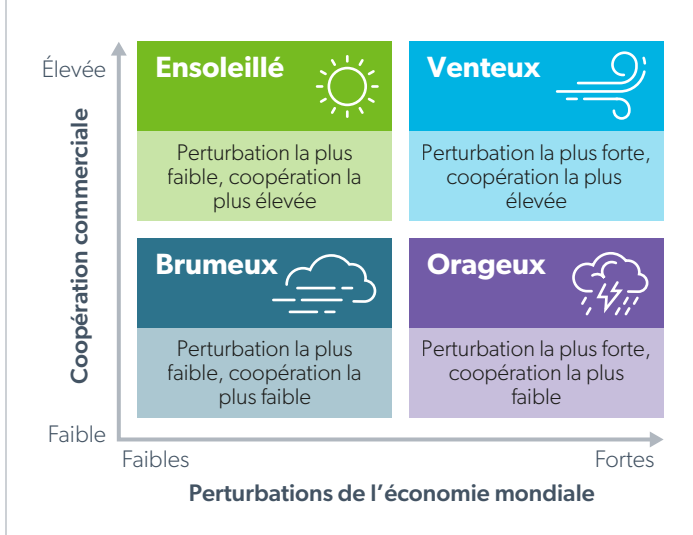 Élevée
Coopération commerciale
Faible
Ensoleillé
Perturbation la plus
faible, coopération la
plus élevée
Venteux
Perturbation la plus forte,
coopération la plus
élevée
Brumeux
Perturbation la plus
faible, coopération la
plus faible
Orageux
Perturbation la plus forte,
coopération la plus
faible
Faibles
Fortes
Perturbations de l’économie mondiale